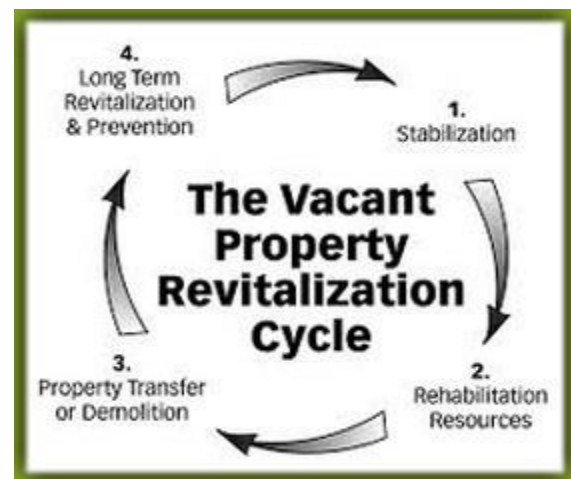 The Vacant
Property
Revitalization
Cycle
1.
Stabilization
2.
Rehabilitation
Resources
3.
Property Transfer
or Demolition
4.
Long Term
Revitalization
& Prevention